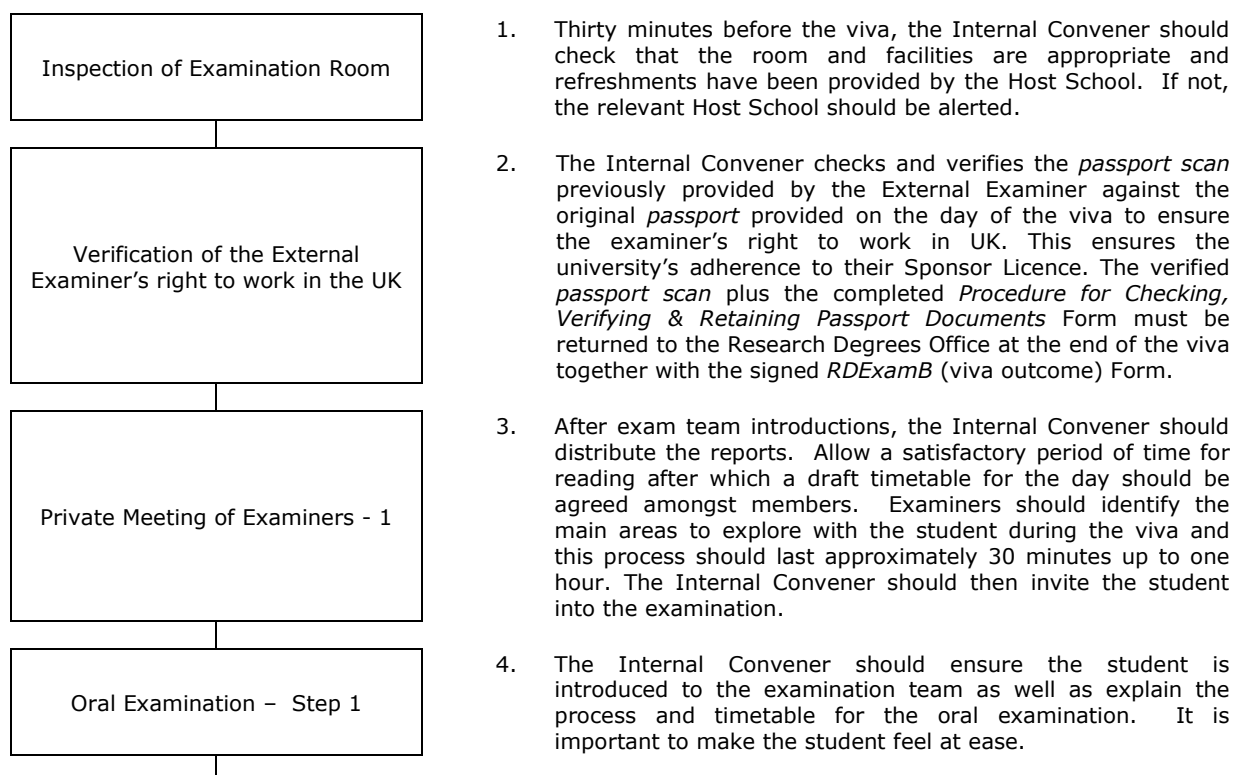 Inspection of Examination Room
1. Thirty minutes before the viva, the Internal Convener should
check that the room and facilities are appropriate and
refreshments have been provided by the Host School. If not,
the relevant Host School should be alerted.
Verification of the External
Examiner’s right to work in the UK
2. The Internal Convener checks and verifies the passport scan
previously provided by the External Examiner against the
original passport provided on the day of the viva to ensure
the examiner’s right to work in UK. This ensures the
university’s adherence to their Sponsor Licence. The verified
passport scan plus the completed Procedure for Checking,
Verifying & Retaining Passport Documents Form must be
returned to the Research Degrees Office at the end of the viva
together with the signed RDExamB (viva outcome) Form.
Private Meeting of Examiners - 1
3. After exam team introductions, the Internal Convener should
distribute the reports. Allow a satisfactory period of time for
reading after which a draft timetable for the day should be
agreed amongst members. Examiners should identify the
main areas to explore with the student during the viva and
this process should last approximately 30 minutes up to one
hour. The Internal Convener should then invite the student
into the examination.
Oral Examination – Step 1
4. The Internal Convener should ensure the student is
introduced to the examination team as well as explain the
process and timetable for the oral examination. It is
important to make the student feel at ease.